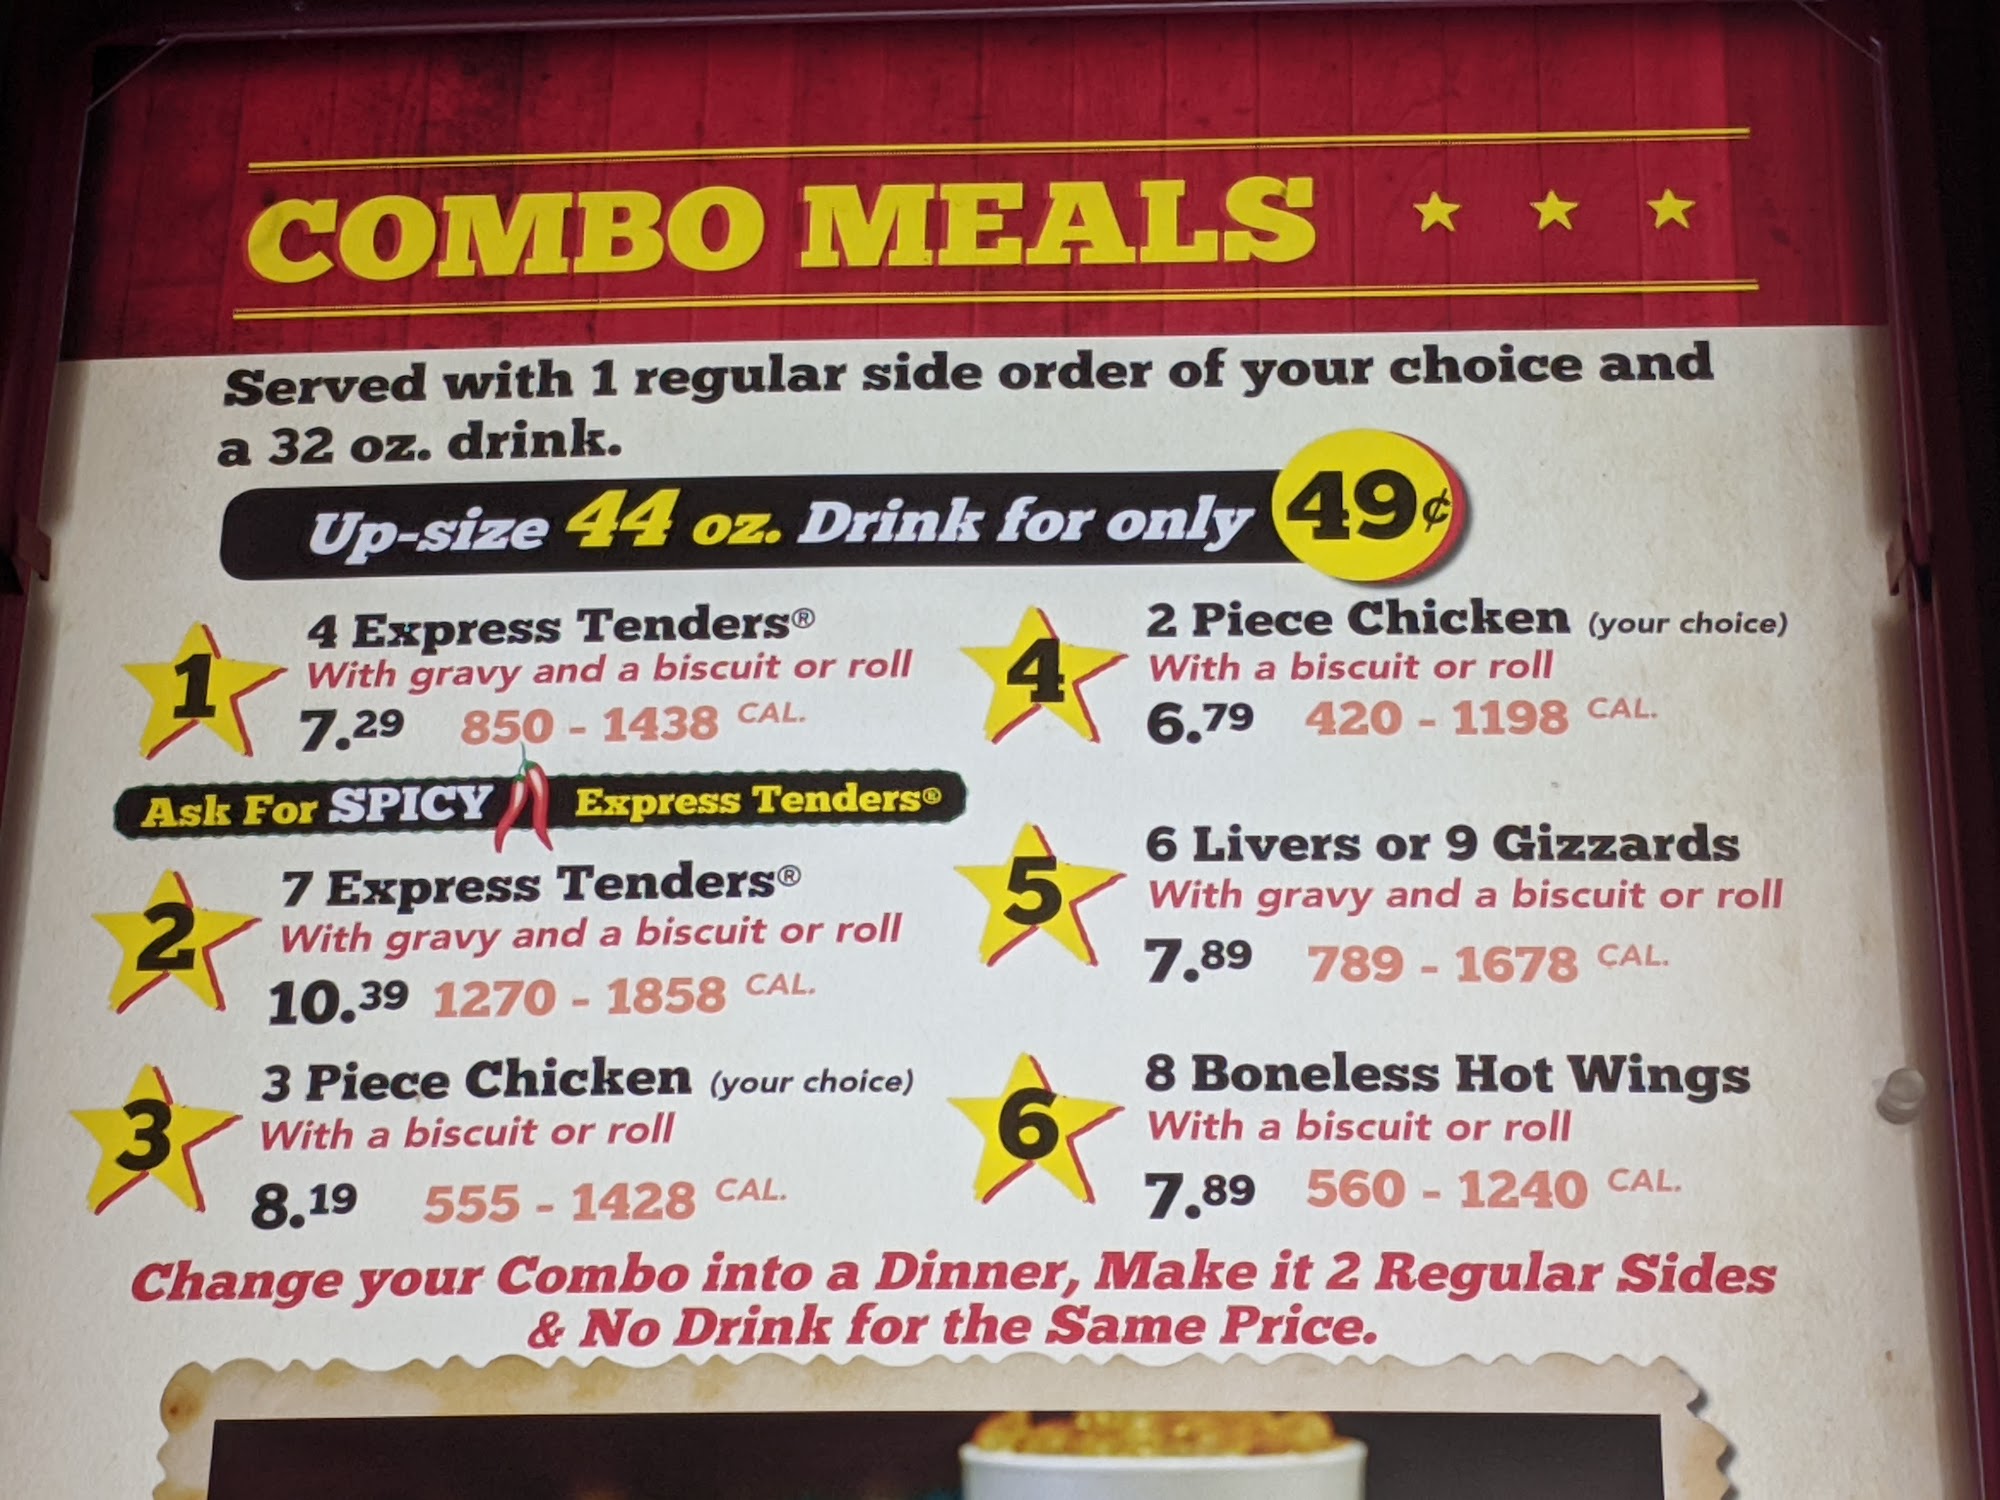 COMBO MEALS
Served with 1 regular side order of your choice and
a 32 oz. drink.
Up-size 44 oz. Drink for only 49¢
1
4 Express Tenders®
With gravy and a biscuit or roll
7.29 850 - 1438 CAL.
Ask For SPICY Express Tenders®
2
7 Express Tenders®
With gravy and a biscuit or roll
10.39 1270 - 1858 CAL.
3
3 Piece Chicken (your choice)
With a biscuit or roll
8.19 555 - 1428 CAL.
4
2 Piece Chicken (your choice)
With a biscuit or roll
6.79 420 - 1198 CAL.
5
6 Livers or 9 Gizzards
With gravy and a biscuit or roll
7.89 789 - 1678 CAL.
6
8 Boneless Hot Wings
With a biscuit or roll
7.89 560 - 1240 CAL.
Change your Combo into a Dinner, Make it 2 Regular Sides
& No Drink for the Same Price.